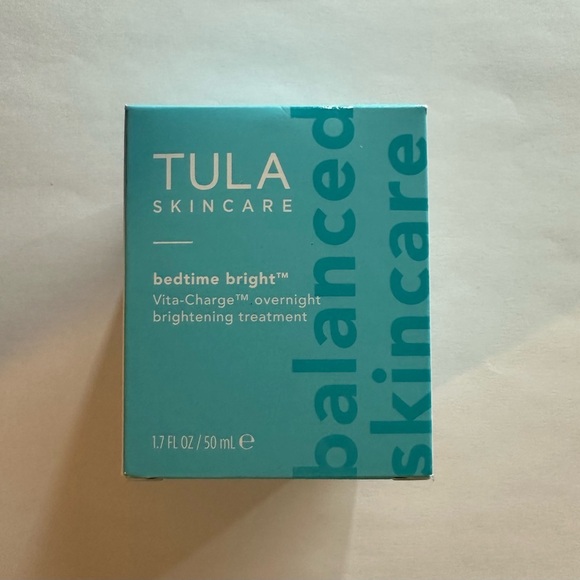 TULA
SKINCARE
bedtime bright™
Vita-Charge™ overnight
brightening treatment
1.7 FL OZ / 50 mL ℮
balanced
skincare